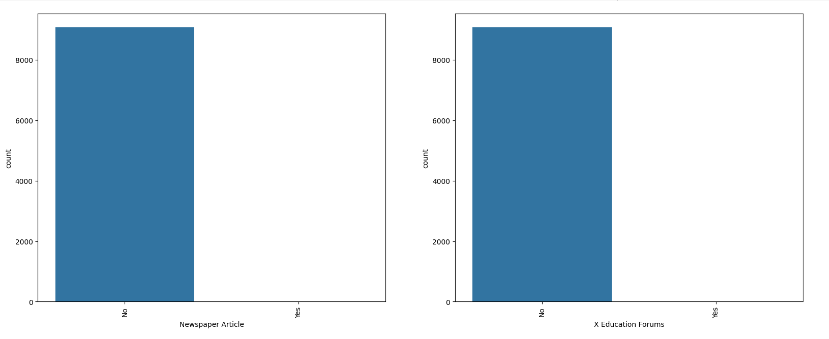 8000
6000
4000
2000
0
count
No
Yes
Newspaper Article
8000
6000
4000
2000
0
count
No
Yes
X Education Forums